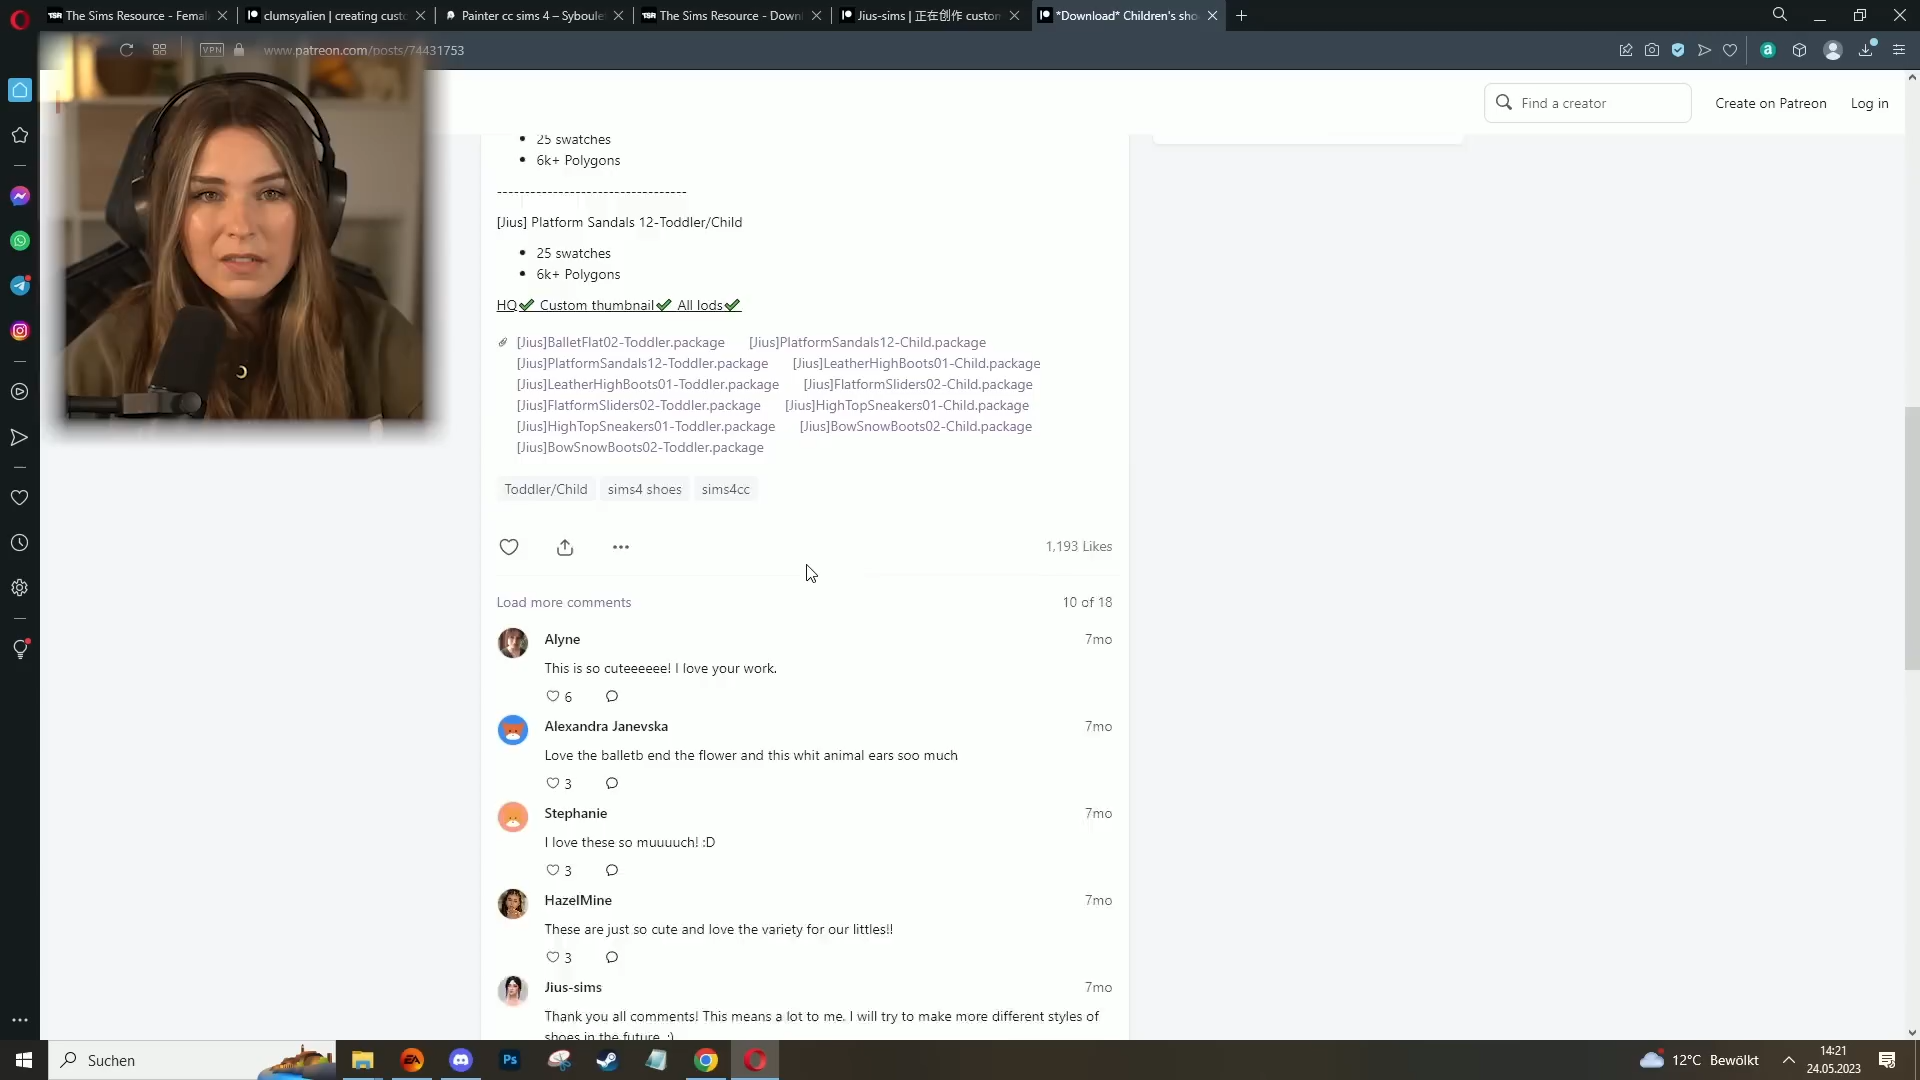 The Sims Resource - Femal
clumsyalien | creating custo
Painter cc sims 4 – Syboule
The Sims Resource - Down
Jius-sims | 正在创作 custom
*Download* Children's sho
VPN
www.patreon.com/posts/74431753
Find a creator
Create on Patreon
Log in
25 swatches
6k+ Polygons
----------------------------------
[Jius] Platform Sandals 12-Toddler/Child
25 swatches
6k+ Polygons
HQ✔ Custom thumbnail✔ All lods✔
[Jius]BalletFlat02-Toddler.package [Jius]PlatformSandals12-Child.package
[Jius]PlatformSandals12-Toddler.package [Jius]LeatherHighBoots01-Child.package
[Jius]LeatherHighBoots01-Toddler.package [Jius]FlatformSliders02-Child.package
[Jius]FlatformSliders02-Toddler.package [Jius]HighTopSneakers01-Child.package
[Jius]HighTopSneakers01-Toddler.package [Jius]BowSnowBoots02-Child.package
[Jius]BowSnowBoots02-Toddler.package
Toddler/Child sims4 shoes sims4cc
1,193 Likes
Load more comments 10 of 18
Alyne 7mo
This is so cuteeeeee! I love your work.
6
Alexandra Janevska 7mo
Love the balletb end the flower and this whit animal ears soo much
3
Stephanie 7mo
I love these so muuuuch! :D
3
HazelMine 7mo
These are just so cute and love the variety for our littles!!
3
Jius-sims 7mo
Thank you all comments! This means a lot to me. I will try to make more different styles of
shoes in the future. :)
Suchen
EA
Ps
12°C Bewölkt
14:21
24.05.2023